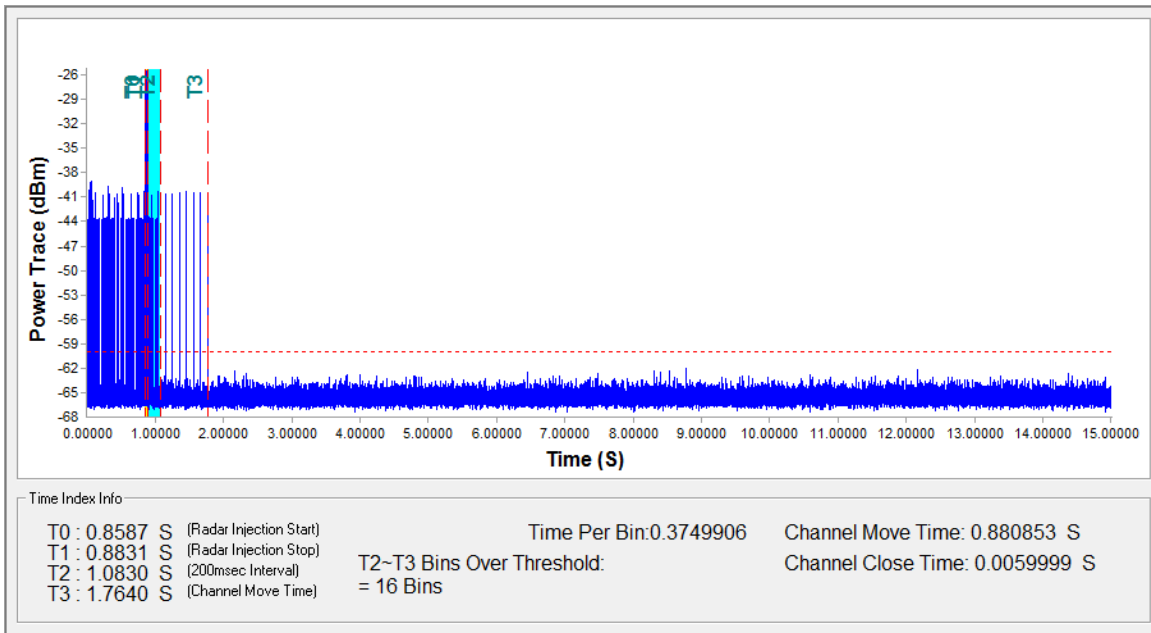 -26
-29
-32
-35
-38
-41
-44
-47
-50
-53
-56
-59
-62
-65
-68
Power Trace (dBm)
T2
T3
0.00000 1.00000 2.00000 3.00000 4.00000 5.00000 6.00000 7.00000 8.00000 9.00000 10.00000 11.00000 12.00000 13.00000 14.00000 15.00000
Time (S)
Time Index Info
T0 : 0.8587 S (Radar Injection Start)
T1 : 0.8831 S (Radar Injection Stop)
T2 : 1.0830 S (200msec Interval)
T3 : 1.7640 S (Channel Move Time)
Time Per Bin:0.3749906
T2~T3 Bins Over Threshold:
= 16 Bins
Channel Move Time: 0.880853 S
Channel Close Time: 0.0059999 S